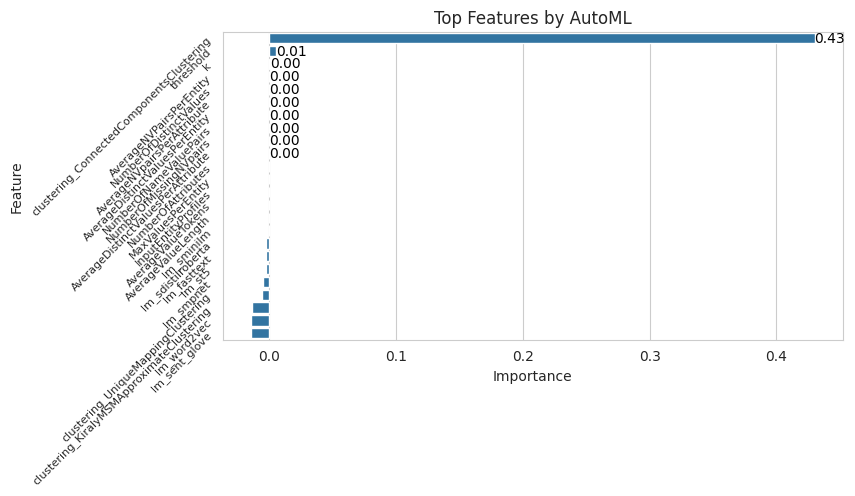 Top Features by AutoML
Feature
clustering_ConnectedComponentsClustering
threshold
k
AverageNVPairsPerEntity
NumberOfDistinctValues
AverageNVpairsPerAttribute
AverageDistinctValuesPerEntity
NumberOfNameValuePairs
NumberOfMissingNVpairs
AverageDistinctValuesPerAttribute
NumberOfAttributes
MaxValuesPerEntity
InputEntityProfiles
AverageValueTokens
AverageValueLength
lm_sminilm
lm_sdistilroberta
lm_fasttext
lm_st5
lm_smpnet
clustering_UniqueMappingClustering
clustering_KiralyMSMApproximateClustering
lm_word2vec
lm_sent_glove
0.43
0.01
0.00
0.00
0.00
0.00
0.00
0.00
0.00
0.00
0.0 0.1 0.2 0.3 0.4
Importance